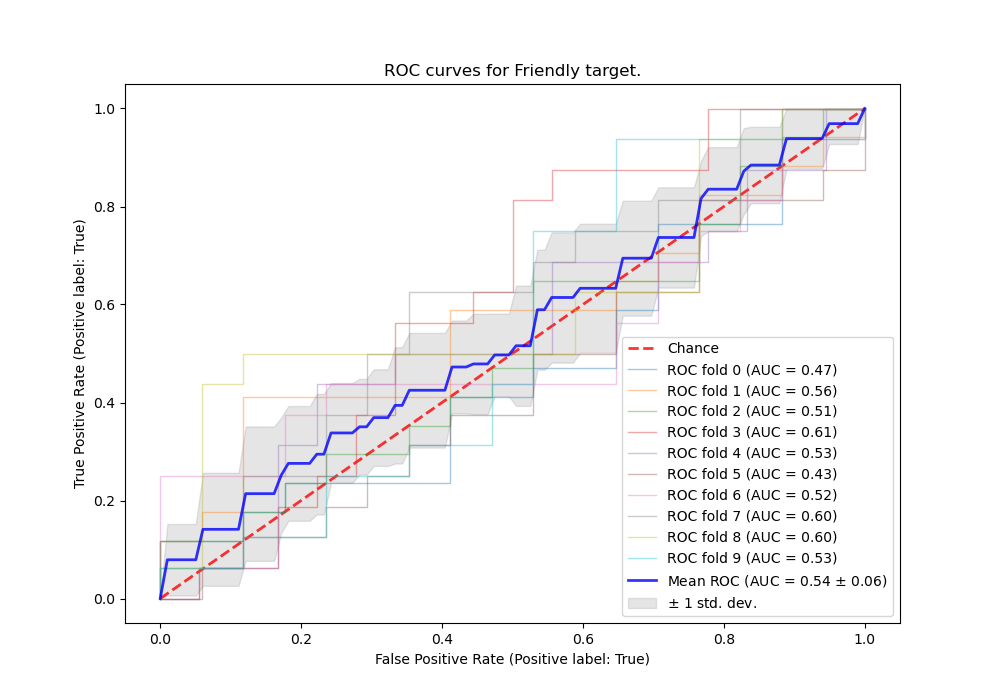 ROC curves for Friendly target.
True Positive Rate (Positive label: True)
1.0
0.8
0.6
0.4
0.2
0.0
0.0 0.2 0.4 0.6 0.8 1.0
False Positive Rate (Positive label: True)
Chance
ROC fold 0 (AUC = 0.47)
ROC fold 1 (AUC = 0.56)
ROC fold 2 (AUC = 0.51)
ROC fold 3 (AUC = 0.61)
ROC fold 4 (AUC = 0.53)
ROC fold 5 (AUC = 0.43)
ROC fold 6 (AUC = 0.52)
ROC fold 7 (AUC = 0.60)
ROC fold 8 (AUC = 0.60)
ROC fold 9 (AUC = 0.53)
Mean ROC (AUC = 0.54 ± 0.06)
± 1 std. dev.